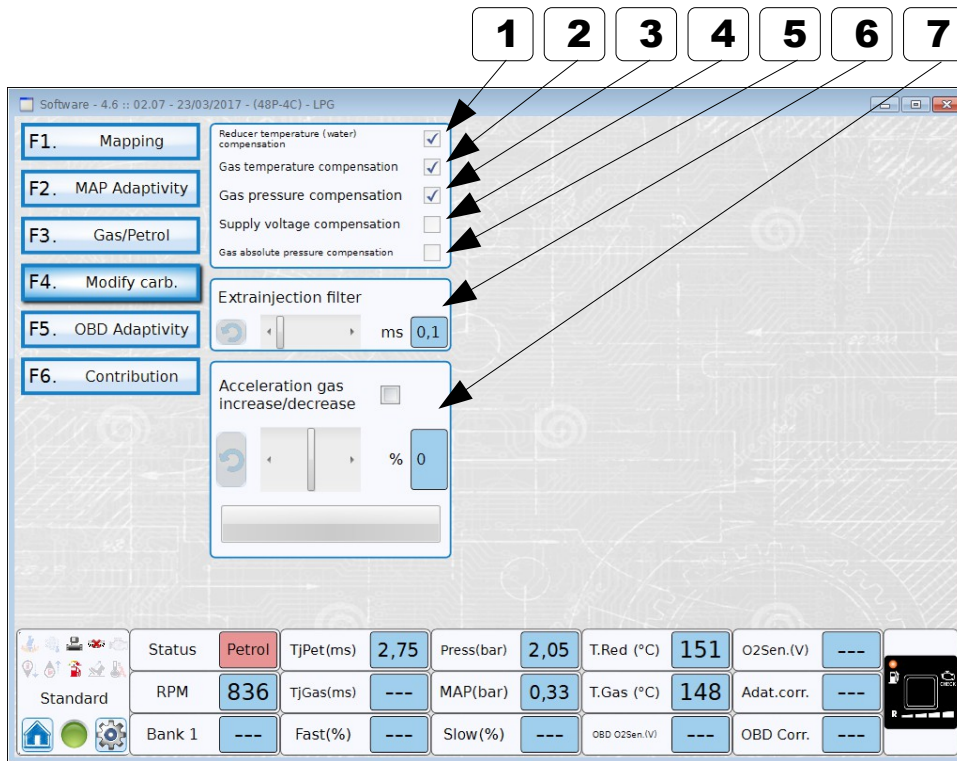 1 2 3 4 5 6 7
Software - 4.6 :: 02.07 - 23/03/2017 - (48P-4C) - LPG
F1. Mapping
F2. MAP Adaptivity
F3. Gas/Petrol
F4. Modify carb.
F5. OBD Adaptivity
F6. Contribution
Reducer temperature (water)
compensation
Gas temperature compensation
Gas pressure compensation
Supply voltage compensation
Gas absolute pressure compensation
Extrainjection filter
ms 0,1
Acceleration gas
increase/decrease
% 0
Standard
Status Petrol TjPet(ms) 2,75 Press(bar) 2,05 T.Red (°C) 151 O2Sen.(V) ---
RPM 836 TjGas(ms) --- MAP(bar) 0,33 T.Gas (°C) 148 Adat.corr. ---
Bank 1 --- Fast(%) --- Slow(%) --- OBD O2Sen.(V) --- OBD Corr. ---
CHECK
R